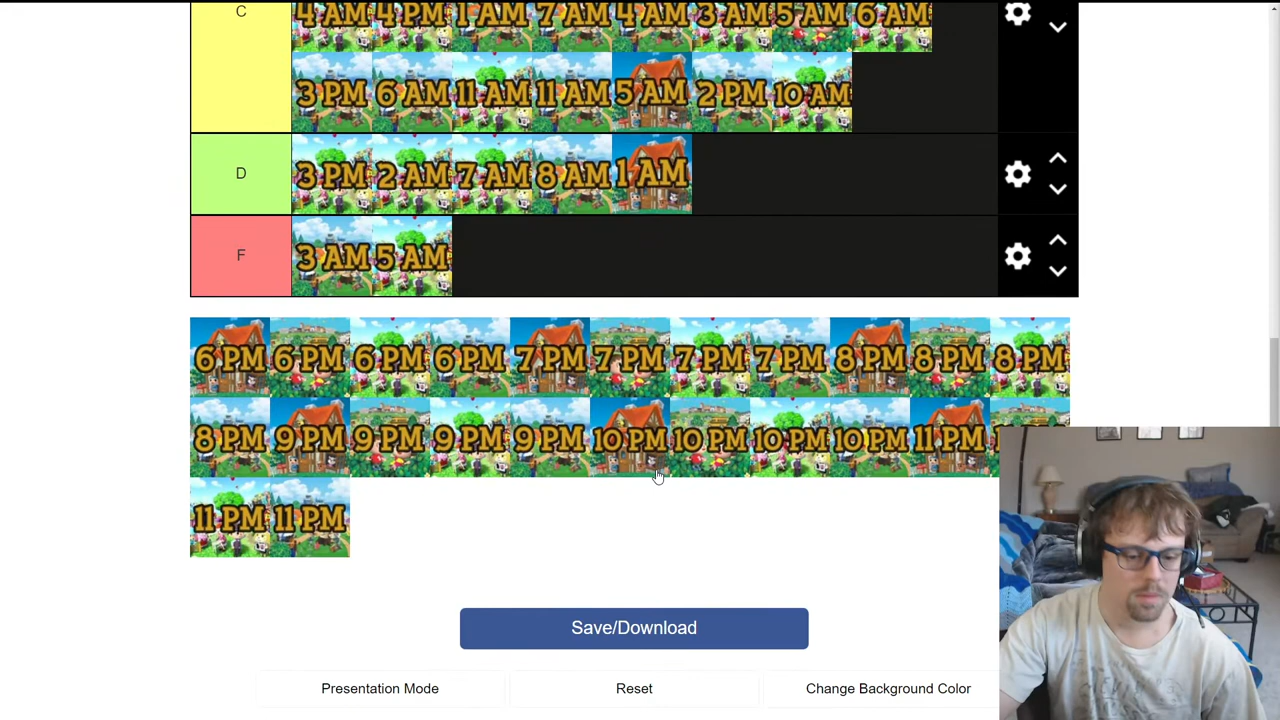 C
4 AM 4 PM 1 AM 7 AM 4 AM 3 AM 5 AM 6 AM
3 PM 6 AM 11 AM 11 AM 5 AM 2 PM 10 AM
D
3 PM 2 AM 7 AM 8 AM 1 AM
F
3 AM 5 AM
6 PM 6 PM 6 PM 6 PM 7 PM 7 PM 7 PM 7 PM 8 PM 8 PM 8 PM
8 PM 9 PM 9 PM 9 PM 9 PM 10 PM 10 PM 10 PM 10 PM 11 PM
11 PM 11 PM
Save/Download
Presentation Mode
Reset
Change Background Color